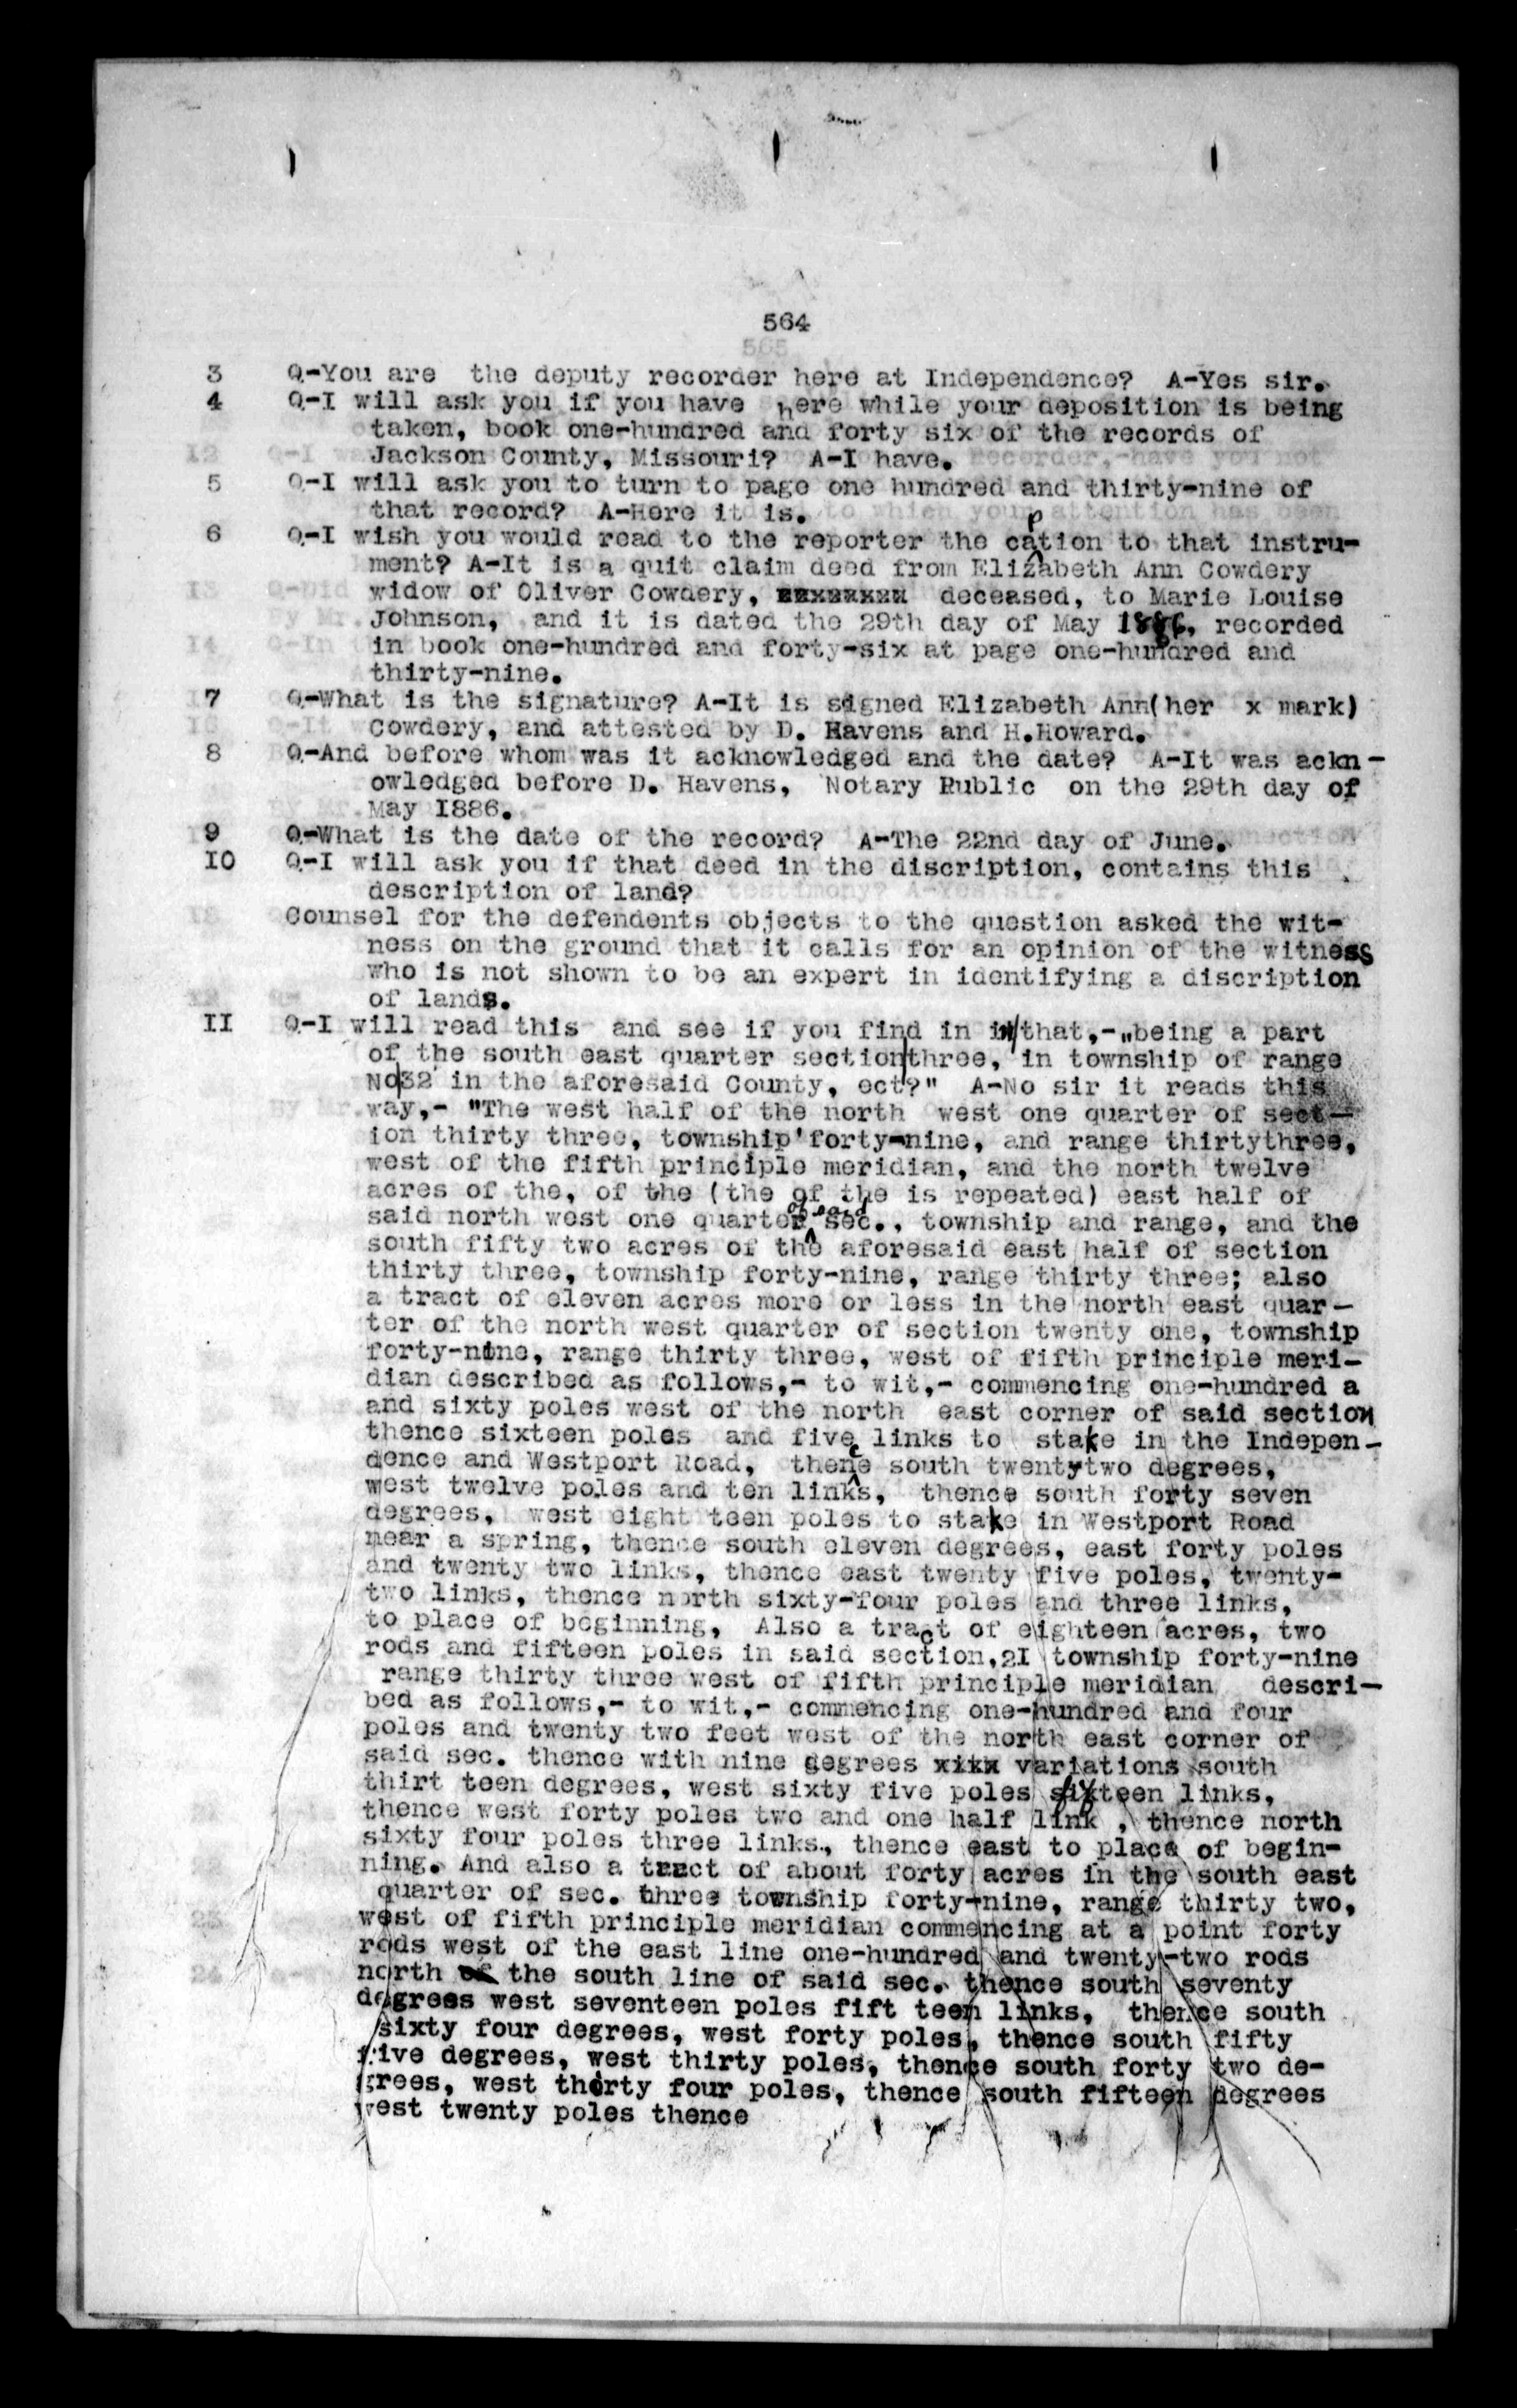 564
3 Q-You are the deputy recorder here at Independence? A-Yes sir.
4 Q-I will ask you if you have here while your deposition is being
taken, book one-hundred and forty six of the records of
Jackson County, Missouri? A-I have.
5 Q-I will ask you to turn to page one hundred and thirty-nine of
that record? A-Here it is.
6 Q-I wish you would read to the reporter the caption to that instru-
ment? A-It is a quit claim deed from Elizabeth Ann Cowdery
widow of Oliver Cowdery, deceased, to Marie Louise
Johnson, and it is dated the 29th day of May 1886, recorded
in book one-hundred and forty-six at page one-hundred and
thirty-nine.
7 Q-What is the signature? A-It is signed Elizabeth Ann(her x mark)
Cowdery, and attested by D. Havens and H.Howard.
8 Q-And before whom was it acknowledged and the date? A-It was ackn-
owledged before D. Havens, Notary Public on the 29th day of
May I886.
9 Q-What is the date of the record? A-The 22nd day of June.
IO Q-I will ask you if that deed in the discription, contains this
description of land?
Counsel for the defendents objects to the question asked the wit-
ness on the ground that it calls for an opinion of the witness
who is not shown to be an expert in identifying a discription
of lands.
II Q-I will read this and see if you find in in/that,-„being a part
of the south east quarter section|three, in township of range
No|32 in the aforesaid County, ect?" A-No sir it reads this
way,- "The west half of the north west one quarter of sect-
ion thirty three, township'forty-nine, and range thirtythree,
west of the fifth principle meridian, and the north twelve
acres of the, of the (the of the is repeated) east half of
said north west one quarter of said sec., township and range, and the
south fifty two acres of the aforesaid east half of section
thirty three, township forty-nine, range thirty three; also
a tract of eleven acres more or less in the north east quar-
ter of the north west quarter of section twenty one, township
forty-nine, range thirty three, west of fifth principle meri-
dian described as follows,- to wit,- commencing one-hundred a
and sixty poles west of the north east corner of said section
thence sixteen poles and five links to stake in the Indepen-
dence and Westport Road, thence south twentytwo degrees,
west twelve poles and ten links, thence south forty seven
degrees, west eight teen poles to stake in Westport Road
near a spring, thence south eleven degrees, east forty poles
and twenty two links, thence east twenty five poles, twenty-
two links, thence north sixty-four poles and three links,
to place of beginning, Also a tract of eighteen acres, two
rods and fifteen poles in said section,2I township forty-nine
range thirty three west of fifth principle meridian descri-
bed as follows,- to wit,- commencing one-hundred and four
poles and twenty two feet west of the north east corner of
said sec. thence with nine degrees xitx variations south
thirt teen degrees, west sixty five poles sixteen links,
thence west forty poles two and one half link , thence north
sixty four poles three links., thence east to place of begin-
ning. And also a tract of about forty acres in the south east
quarter of sec. three township forty-nine, range thirty two,
west of fifth principle meridian commencing at a point forty
rods west of the east line one-hundred and twenty-two rods
north of the south line of said sec. thence south seventy
degrees west seventeen poles fift teen links, thence south
sixty four degrees, west forty poles, thence south fifty
five degrees, west thirty poles, thence south forty two de-
grees, west thirty four poles, thence south fifteen degrees
west twenty poles thence